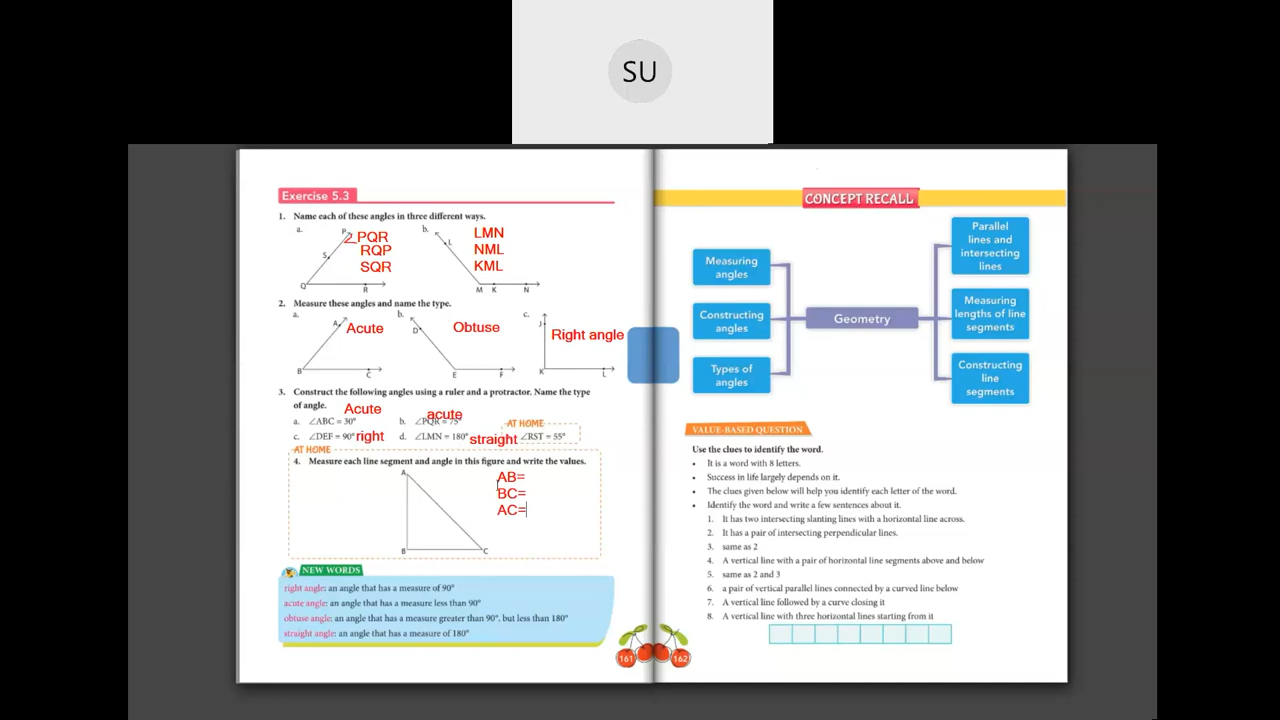 SU
Exercise 5.3
1. Name each of these angles in three different ways.
a.
P
S
Q
R
∠PQR
RQP
SQR
b.
L
M
K
N
LMN
NML
KML
2. Measure these angles and name the type.
a.
A
B
C
Acute
b.
D
E
F
Obtuse
c.
J
K
L
Right angle
3. Construct the following angles using a ruler and a protractor. Name the type
of angle.
Acute
acute
a. ∠ABC = 30°
b. ∠PQR = 75°
AT HOME
c. ∠DEF = 90° right
d. ∠LMN = 180° straight
∠RST = 55°
AT HOME
4. Measure each line segment and angle in this figure and write the values.
A
B
C
AB=
BC=
AC=
NEW WORDS
right angle: an angle that has a measure of 90°
acute angle: an angle that has a measure less than 90°
obtuse angle: an angle that has a measure greater than 90°, but less than 180°
straight angle: an angle that has a measure of 180°
161
CONCEPT RECALL
Measuring
angles
Constructing
angles
Types of
angles
Geometry
Parallel
lines and
intersecting
lines
Measuring
lengths of line
segments
Constructing
line
segments
VALUE-BASED QUESTION
Use the clues to identify the word.
• It is a word with 8 letters.
• Success in life largely depends on it.
• The clues given below will help you identify each letter of the word.
• Identify the word and write a few sentences about it.
1. It has two intersecting slanting lines with a horizontal line across.
2. It has a pair of intersecting perpendicular lines.
3. same as 2
4. A vertical line with a pair of horizontal line segments above and below
5. same as 2 and 3
6. a pair of vertical parallel lines connected by a curved line below
7. A vertical line followed by a curve closing it
8. A vertical line with three horizontal lines starting from it
162